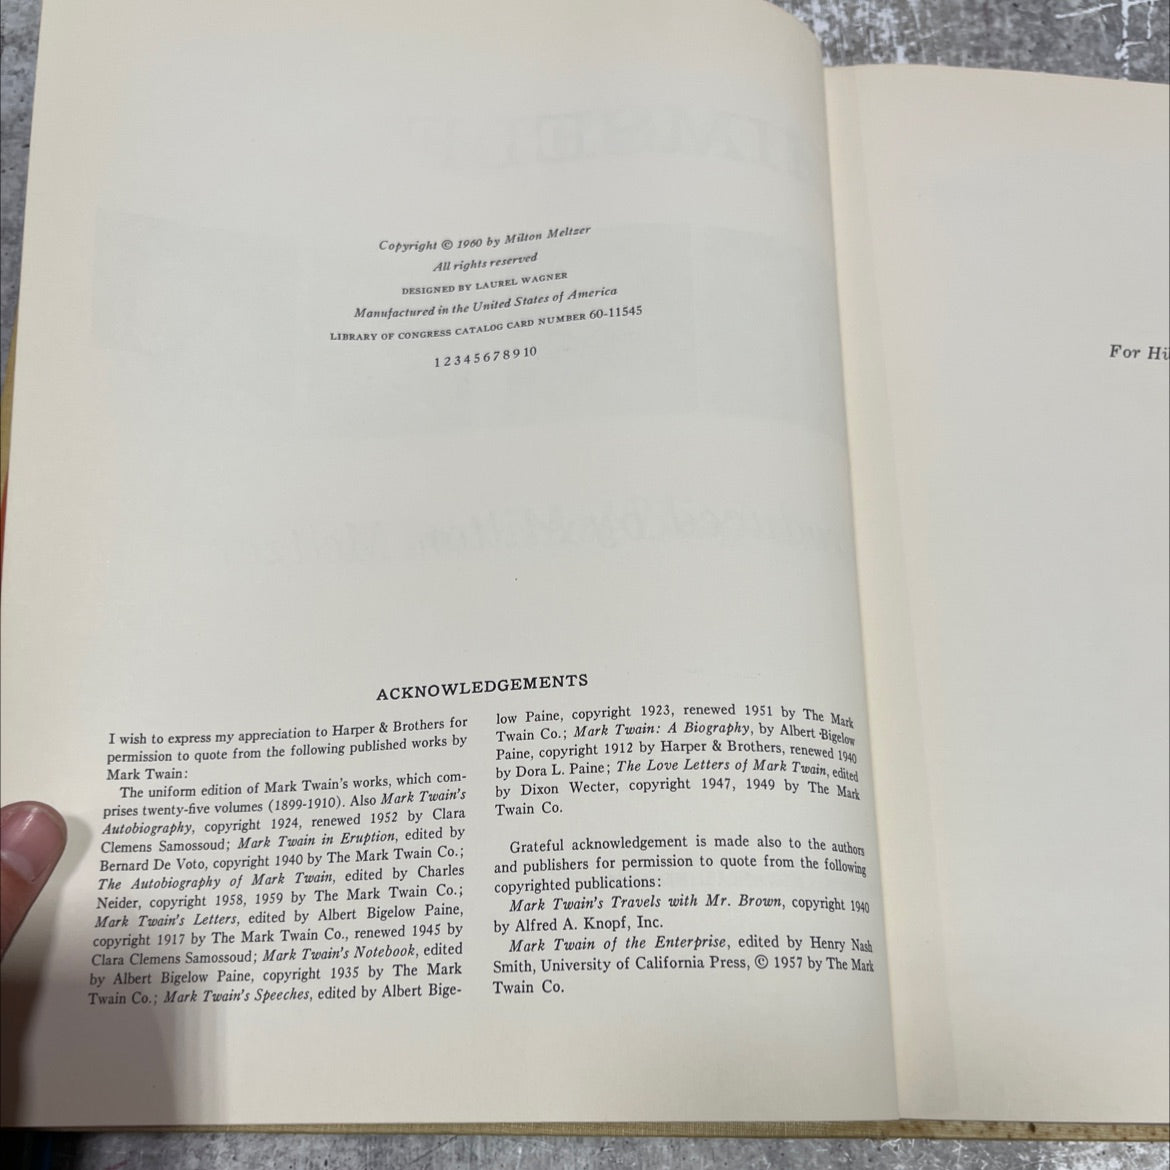 Copyright © 1960 by Milton Meltzer
All rights reserved
DESIGNED BY LAUREL WAGNER
Manufactured in the United States of America
LIBRARY OF CONGRESS CATALOG CARD NUMBER 60-11545
1 2 3 4 5 6 7 8 9 10
ACKNOWLEDGEMENTS
I wish to express my appreciation to Harper & Brothers for
permission to quote from the following published works by
Mark Twain:
The uniform edition of Mark Twain's works, which com-
prises twenty-five volumes (1899-1910). Also Mark Twain's
Autobiography, copyright 1924, renewed 1952 by Clara
Clemens Samossoud; Mark Twain in Eruption, edited by
Bernard De Voto, copyright 1940 by The Mark Twain Co.;
The Autobiography of Mark Twain, edited by Charles
Neider, copyright 1958, 1959 by The Mark Twain Co.;
Mark Twain's Letters, edited by Albert Bigelow Paine,
copyright 1917 by The Mark Twain Co., renewed 1945 by
Clara Clemens Samossoud; Mark Twain's Notebook, edited
by Albert Bigelow Paine, copyright 1935 by The Mark
Twain Co.; Mark Twain's Speeches, edited by Albert Bige-
low Paine, copyright 1923, renewed 1951 by The Mark
Twain Co.; Mark Twain: A Biography, by Albert Bigelow
Paine, copyright 1912 by Harper & Brothers, renewed 1940
by Dora L. Paine; The Love Letters of Mark Twain, edited
by Dixon Wecter, copyright 1947, 1949 by The Mark
Twain Co.
Grateful acknowledgement is made also to the authors
and publishers for permission to quote from the following
copyrighted publications:
Mark Twain's Travels with Mr. Brown, copyright 1940
by Alfred A. Knopf, Inc.
Mark Twain of the Enterprise, edited by Henry Nash
Smith, University of California Press, © 1957 by The Mark
Twain Co.
For